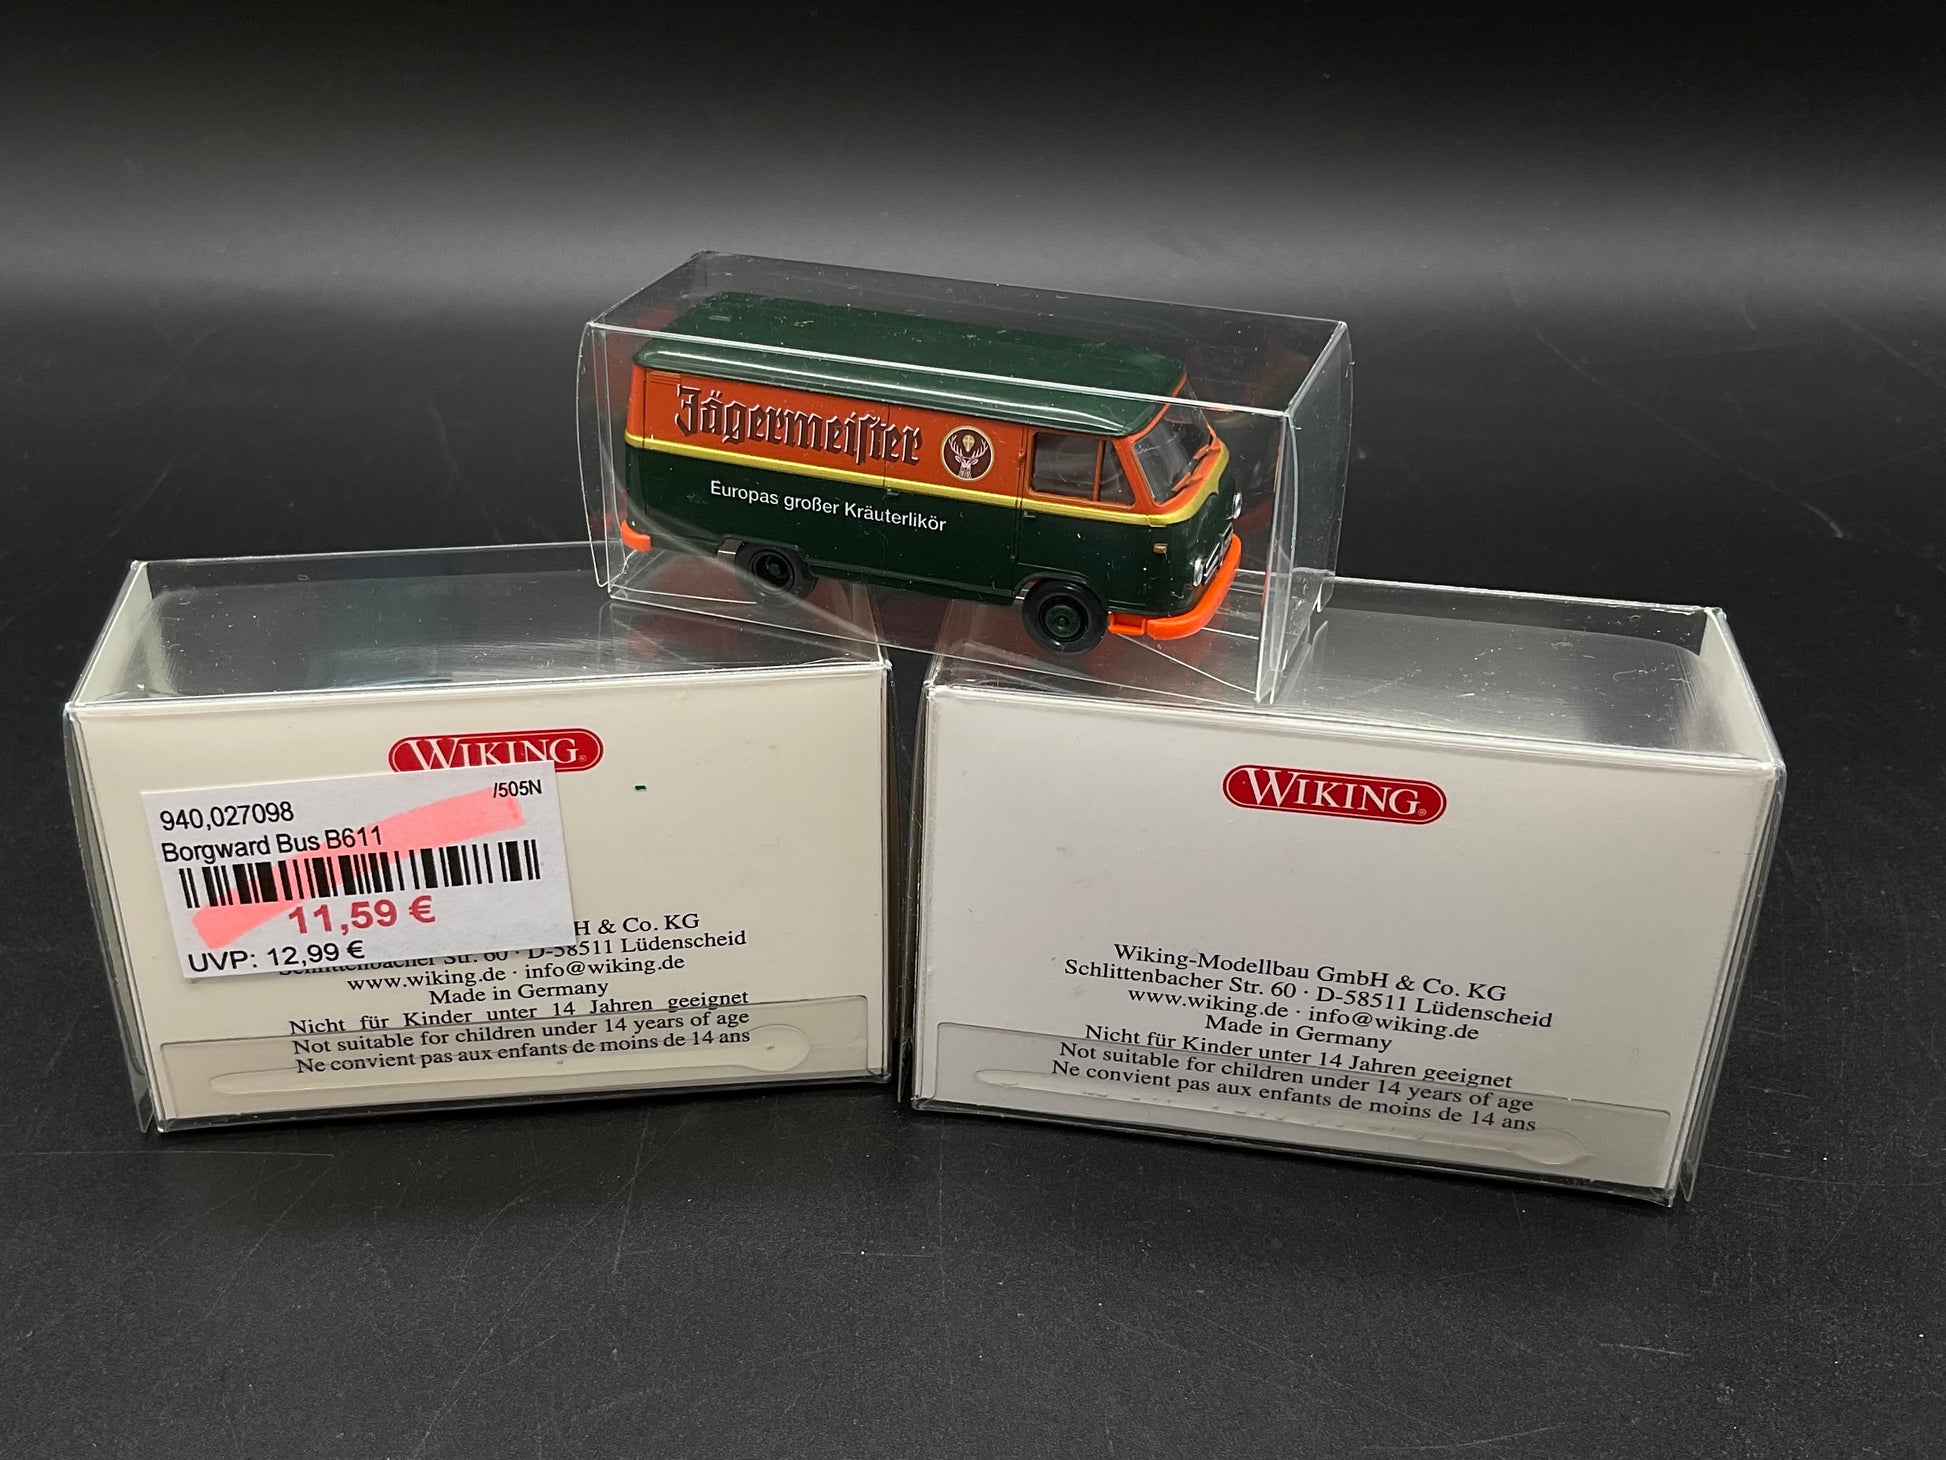 Jägermeister
Europas großer Kräuterlikör
WIKING®
/505N
940,027098
Borgward Bus B611
11,59 €
UVP: 12,99 €
H & Co. KG
Schlittenbacher Str. 60 · D-58511 Lüdenscheid
www.wiking.de · info@wiking.de
Made in Germany
Nicht für Kinder unter 14 Jahren geeignet
Not suitable for children under 14 years of age
Ne convient pas aux enfants de moins de 14 ans
WIKING®
Wiking-Modellbau GmbH & Co. KG
Schlittenbacher Str. 60 · D-58511 Lüdenscheid
www.wiking.de · info@wiking.de
Made in Germany
Nicht für Kinder unter 14 Jahren geeignet
Not suitable for children under 14 years of age
Ne convient pas aux enfants de moins de 14 ans